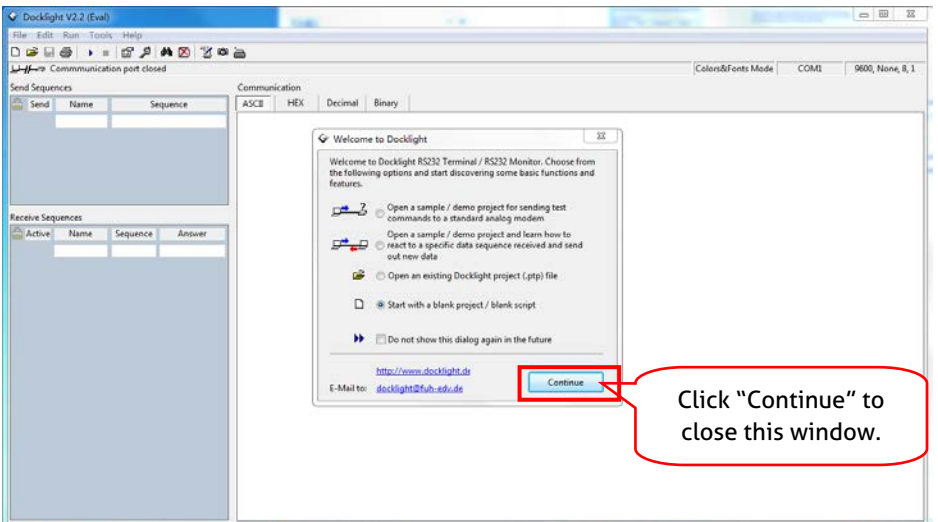 Docklight V2.2 (Eval)
File Edit Run Tools Help
Commmunication port closed
Colors&Fonts Mode
COM1
9600, None, 8, 1
Send Sequences
Send Name Sequence
Communication
ASCII HEX Decimal Binary
Receive Sequences
Active Name Sequence Answer
Welcome to Docklight
Welcome to Docklight RS232 Terminal / RS232 Monitor. Choose from
the following options and start discovering some basic functions and
features.
Open a sample / demo project for sending test
commands to a standard analog modem
Open a sample / demo project and learn how to
react to a specific data sequence received and send
out new data
Open an existing Docklight project (.ptp) file
Start with a blank project / blank script
Do not show this dialog again in the future
http://www.docklight.de
E-Mail to: docklight@fuh-edv.de
Continue
Click “Continue” to
close this window.